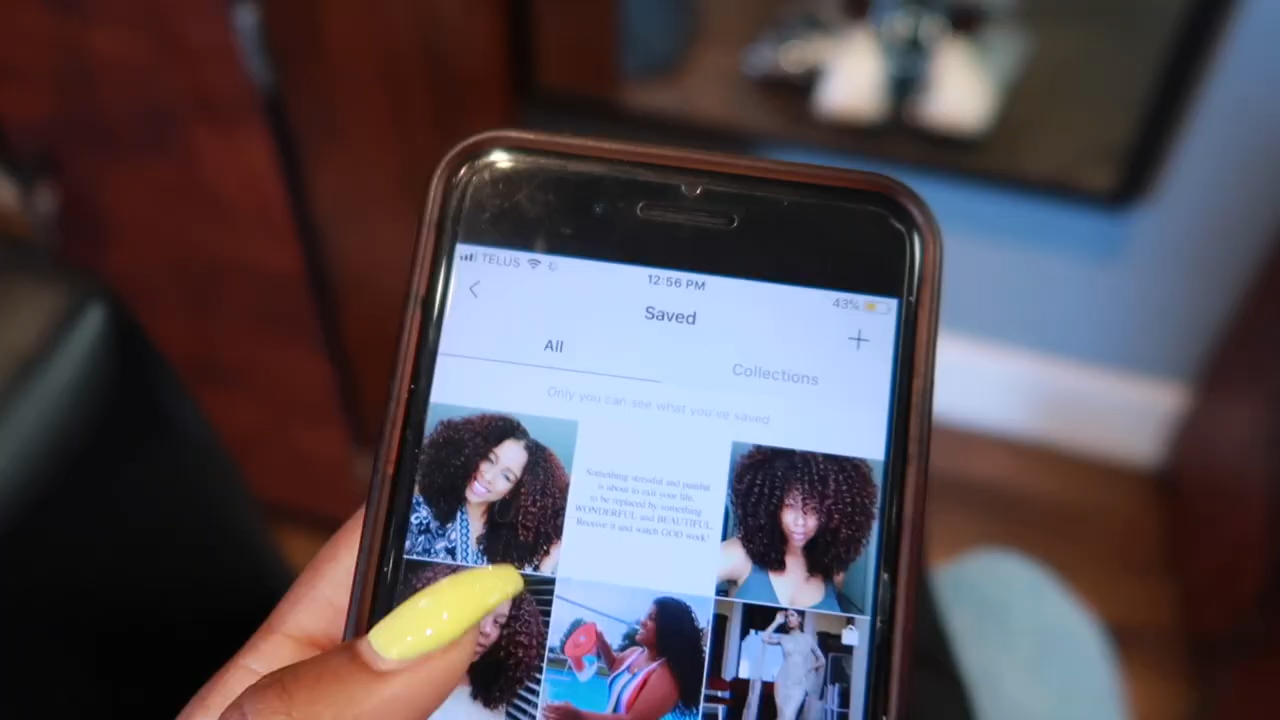 TELUS
12:56 PM
43%
Saved
All
Collections
Only you can see what you've saved
Something stressful and painful
is about to exit your life,
to be replaced by something
WONDERFUL and BEAUTIFUL.
Receive it and watch GOD work!